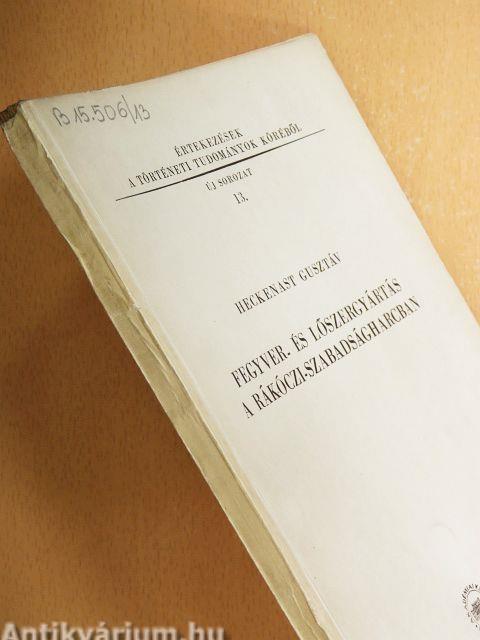 B 15.506/13
ÉRTEKEZÉSEK
A TÖRTÉNETI TUDOMÁNYOK KÖRÉBŐL
ÚJ SOROZAT
13.
HECKENAST GUSZTÁV
FEGYVER- ÉS LŐSZERGYÁRTÁS
A RÁKÓCZI-SZABADSÁGHARCBAN
Antikvárium.hu